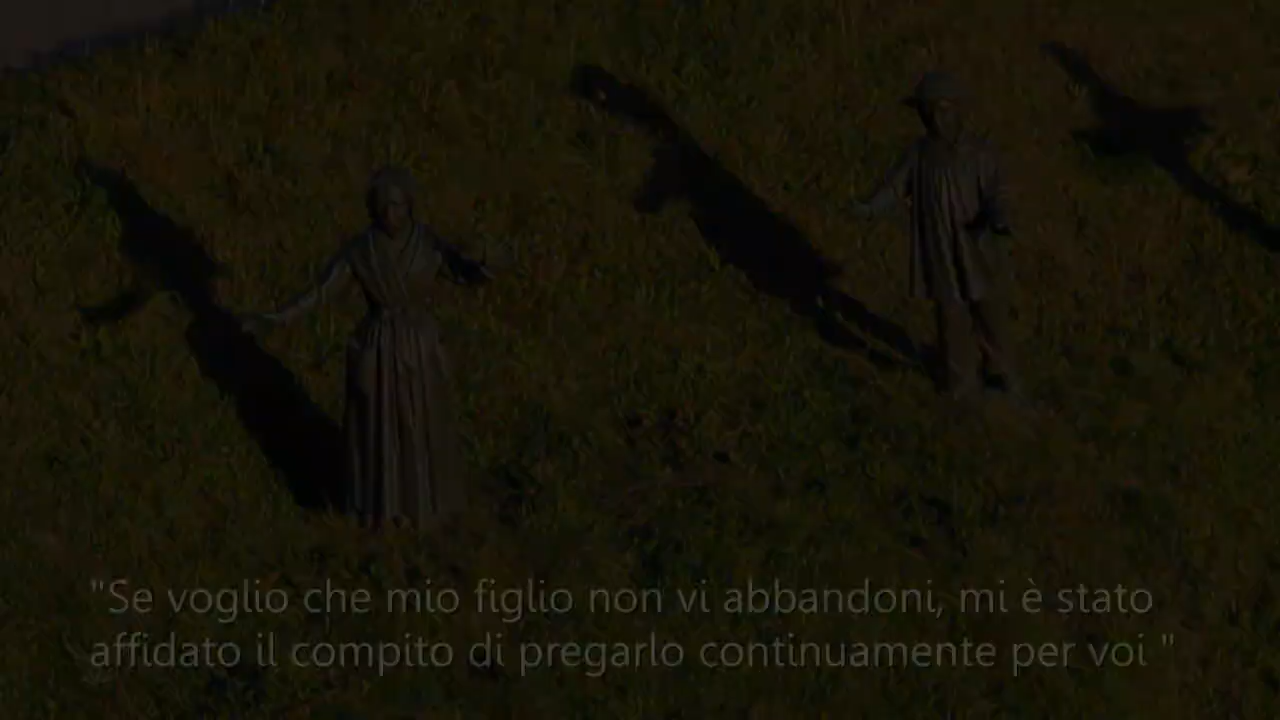 "Se voglio che mio figlio non vi abbandoni, mi è stato
affidato il compito di pregarlo continuamente per voi "